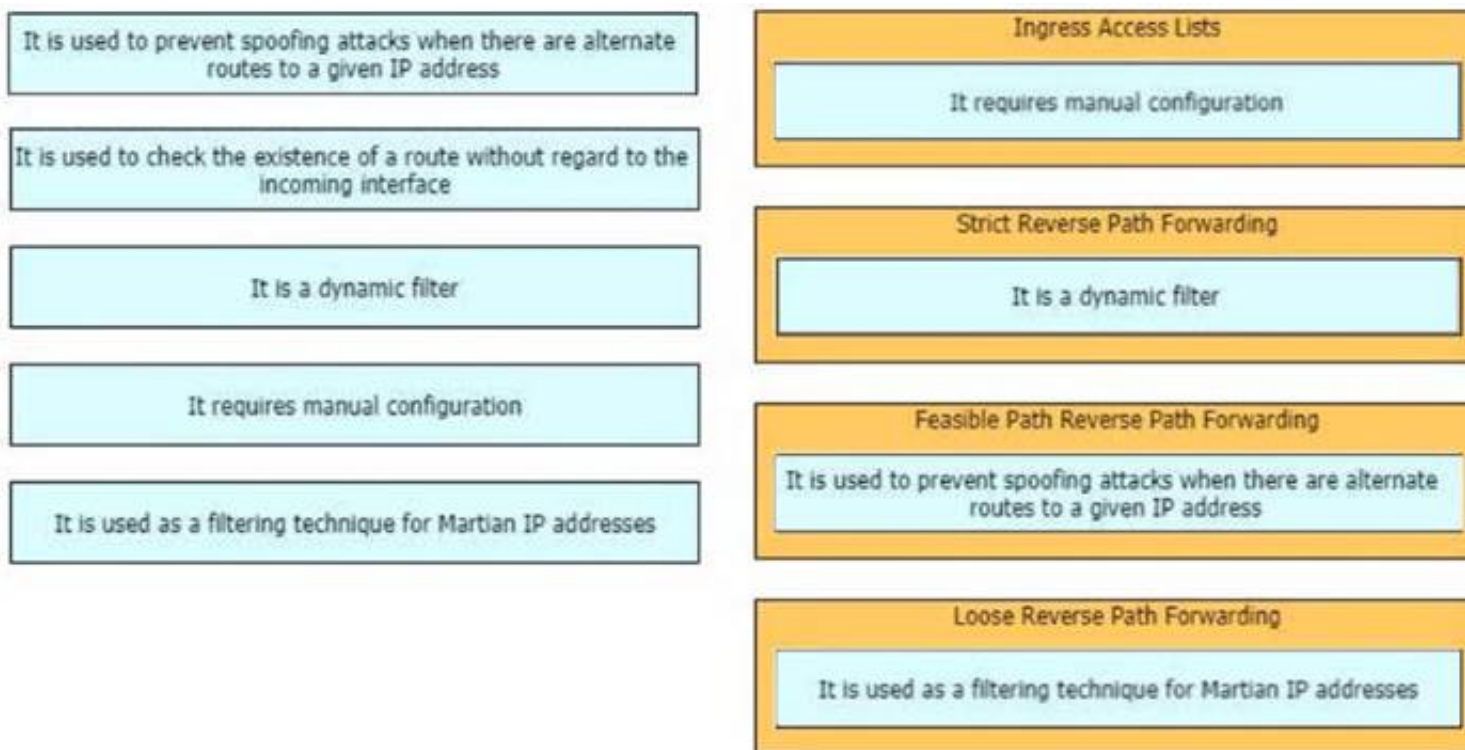 It is used to prevent spoofing attacks when there are alternate
routes to a given IP address
It is used to check the existence of a route without regard to the
incoming interface
It is a dynamic filter
It requires manual configuration
It is used as a filtering technique for Martian IP addresses
Ingress Access Lists
It requires manual configuration
Strict Reverse Path Forwarding
It is a dynamic filter
Feasible Path Reverse Path Forwarding
It is used to prevent spoofing attacks when there are alternate
routes to a given IP address
Loose Reverse Path Forwarding
It is used as a filtering technique for Martian IP addresses